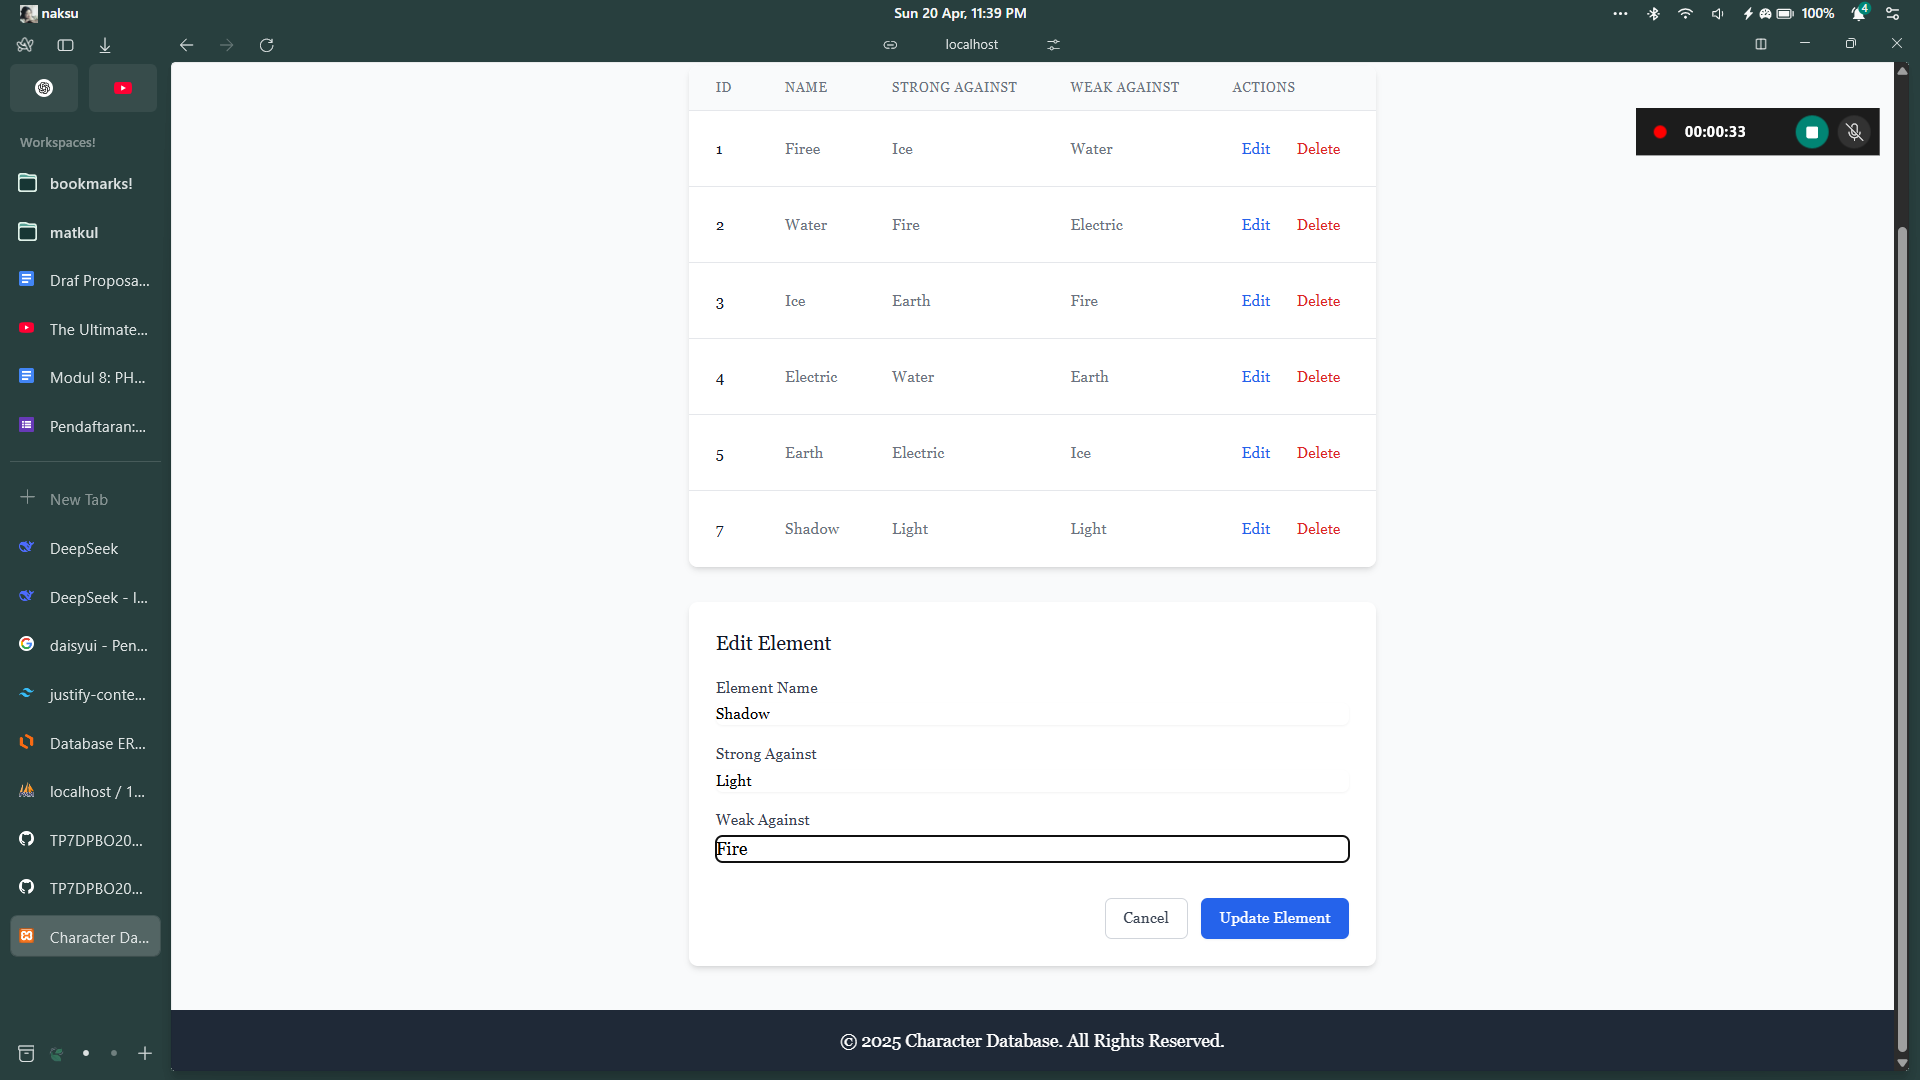 naksu
Sun 20 Apr, 11:39 PM
100%
4
localhost
Workspaces!
bookmarks!
matkul
Draf Proposa...
The Ultimate...
Modul 8: PH...
Pendaftaran:...
New Tab
DeepSeek
DeepSeek - I...
daisyui - Pen...
justify-conte...
Database ER...
localhost / 1...
TP7DPBO20...
TP7DPBO20...
Character Da...
00:00:33
ID NAME STRONG AGAINST WEAK AGAINST ACTIONS
1 Firee Ice Water Edit Delete
2 Water Fire Electric Edit Delete
3 Ice Earth Fire Edit Delete
4 Electric Water Earth Edit Delete
5 Earth Electric Ice Edit Delete
7 Shadow Light Light Edit Delete
Edit Element
Element Name
Shadow
Strong Against
Light
Weak Against
Fire
Cancel Update Element
© 2025 Character Database. All Rights Reserved.